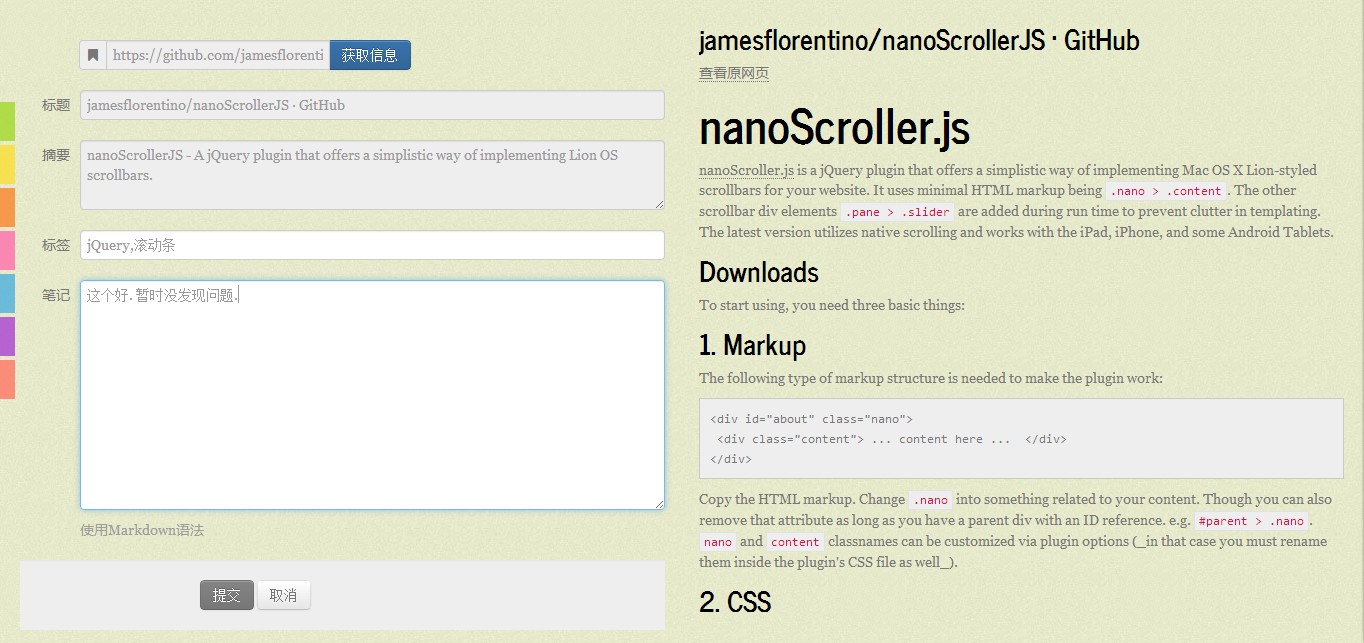 https://github.com/jamesflorenti
获取信息
标题
jamesflorentino/nanoScrollerJS · GitHub
摘要
nanoScrollerJS - A jQuery plugin that offers a simplistic way of implementing Lion OS
scrollbars.
标签
jQuery,滚动条
笔记
这个好.暂时没发现问题.
使用Markdown语法
提交
取消
jamesflorentino/nanoScrollerJS · GitHub
查看原网页
nanoScroller.js
nanoScroller.js is a jQuery plugin that offers a simplistic way of implementing Mac OS X Lion-styled
scrollbars for your website. It uses minimal HTML markup being .nano > .content . The other
scrollbar div elements .pane > .slider are added during run time to prevent clutter in templating.
The latest version utilizes native scrolling and works with the iPad, iPhone, and some Android Tablets.
Downloads
To start using, you need three basic things:
1. Markup
The following type of markup structure is needed to make the plugin work:
<div id="about" class="nano">
<div class="content"> ... content here ... </div>
</div>
Copy the HTML markup. Change .nano into something related to your content. Though you can also
remove that attribute as long as you have a parent div with an ID reference. e.g. #parent > .nano .
nano and content classnames can be customized via plugin options (_in that case you must rename
them inside the plugin's CSS file as well_).
2. CSS